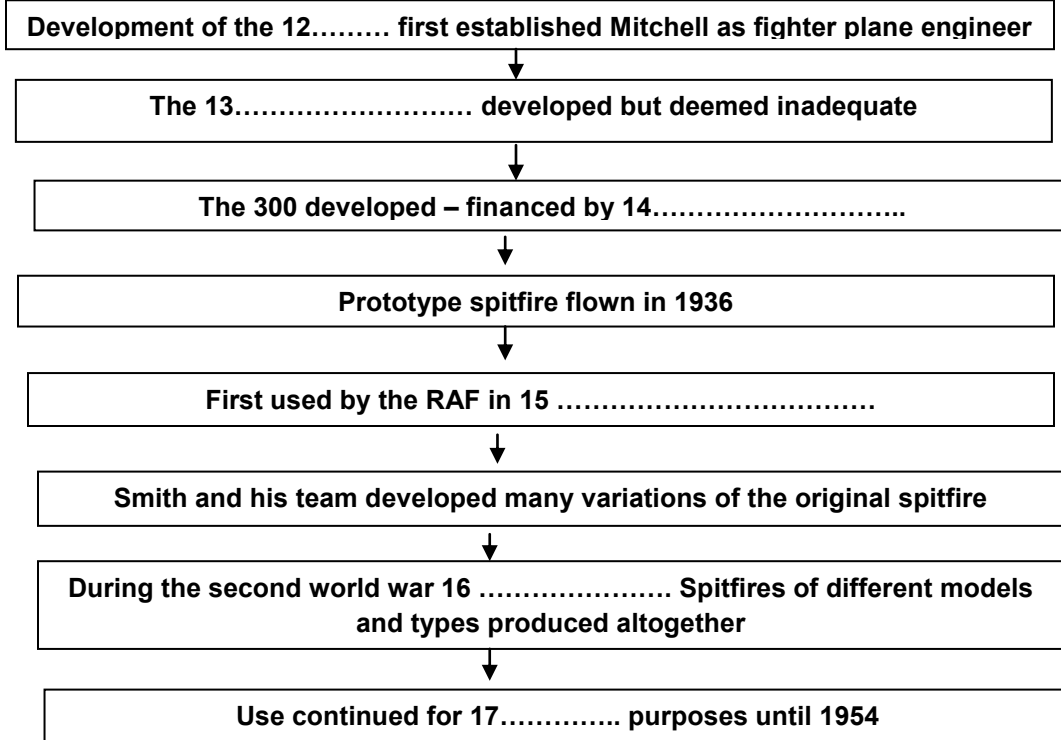 Development of the 12……… first established Mitchell as fighter plane engineer
The 13……………………… developed but deemed inadequate
The 300 developed – financed by 14………………………..
Prototype spitfire flown in 1936
First used by the RAF in 15 ………………………………
Smith and his team developed many variations of the original spitfire
During the second world war 16 …………………. Spitfires of different models
and types produced altogether
Use continued for 17………….. purposes until 1954